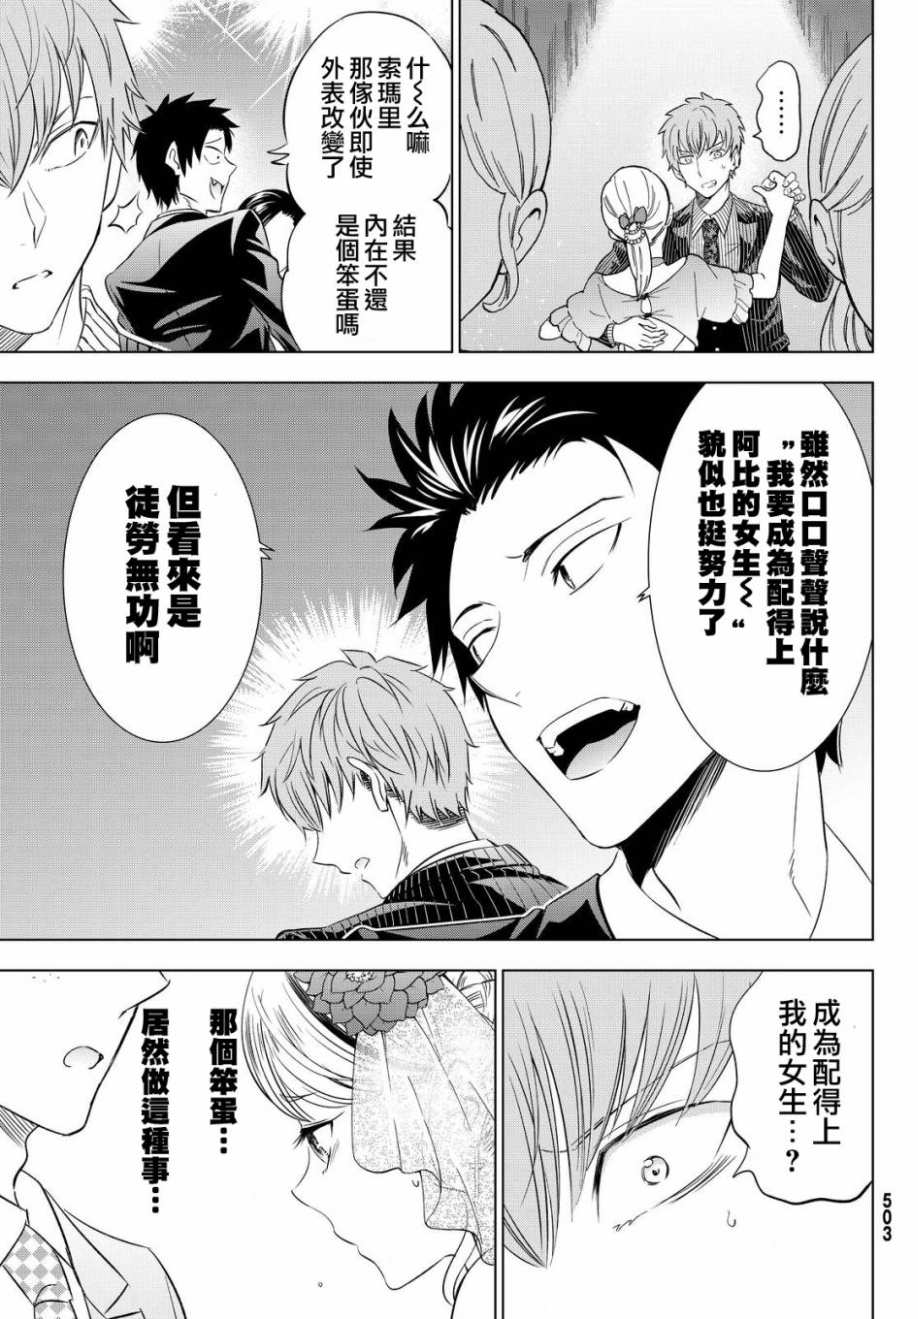 ……
什～么嘛
索瑪里
那傢伙即使
外表改變了
結果
內在不還
是個笨蛋嗎
雖然口口聲聲說什麼
”我要成為配得上
阿比的女生～“
貌似也挺努力了
但看來是
徒勞無功啊
成為配得上
我的女生…?
那個笨蛋…
居然做這種事…
503